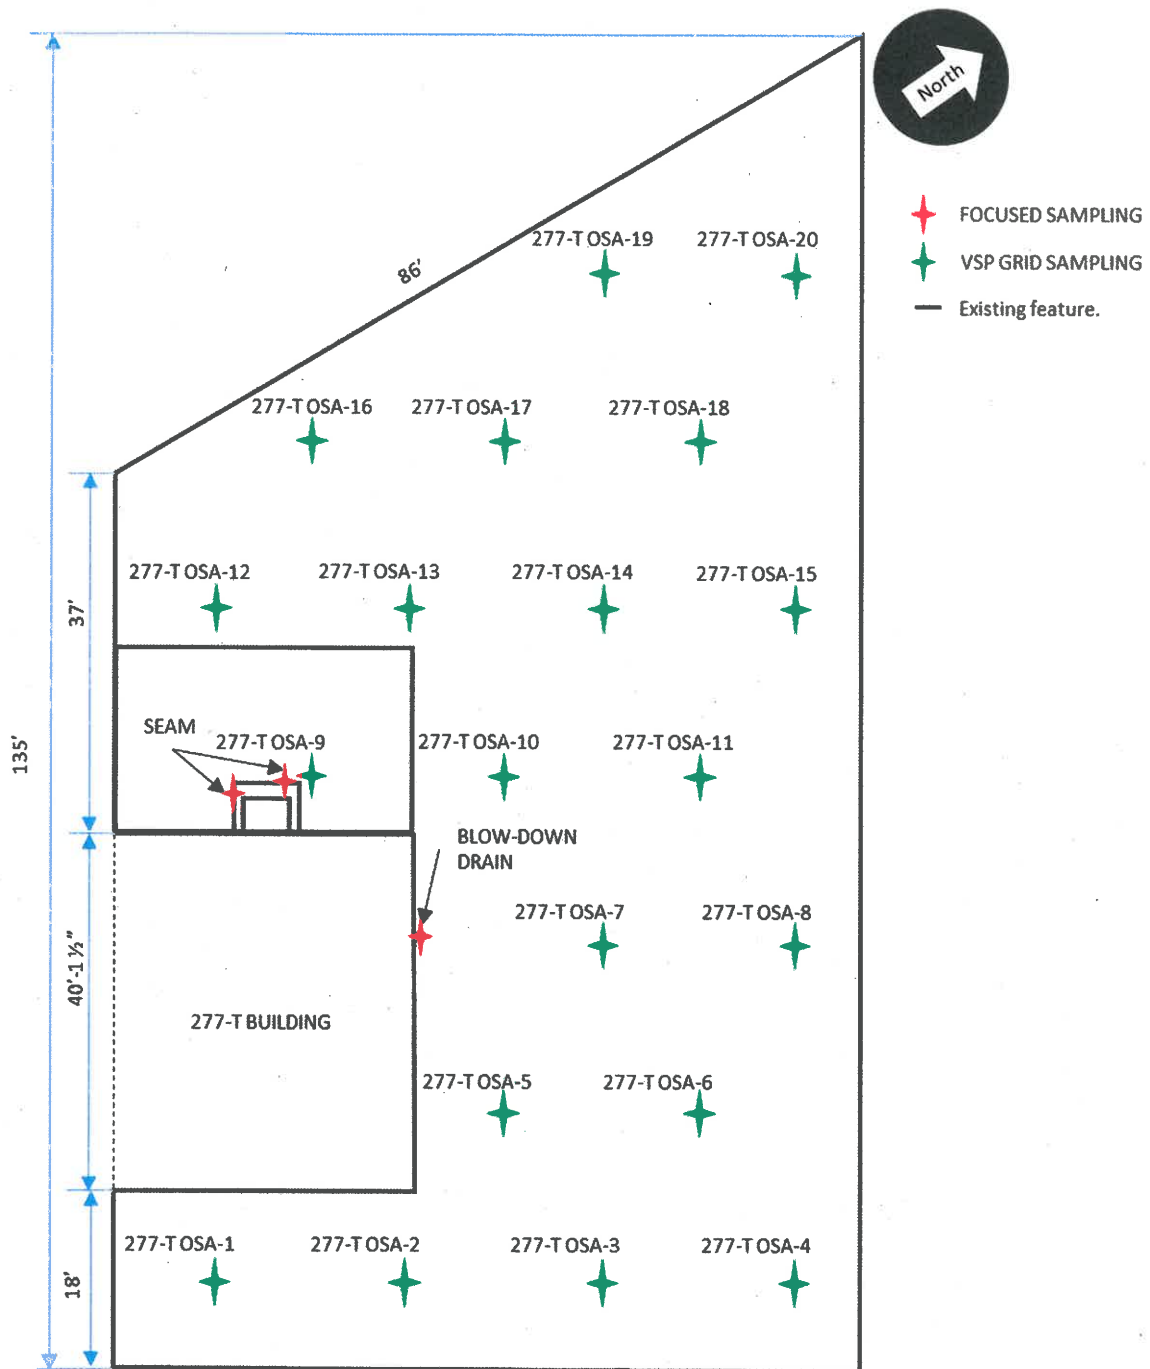 North
FOCUSED SAMPLING
VSP GRID SAMPLING
Existing feature.
277-T OSA-19
277-T OSA-20
86'
277-T OSA-16
277-T OSA-17
277-T OSA-18
277-T OSA-12
277-T OSA-13
277-T OSA-14
277-T OSA-15
37'
135'
SEAM
277-T OSA-9
277-T OSA-10
277-T OSA-11
BLOW-DOWN
DRAIN
277-T OSA-7
277-T OSA-8
40'-1 ½"
277-T BUILDING
277-T OSA-5
277-T OSA-6
277-T OSA-1
277-T OSA-2
277-T OSA-3
277-T OSA-4
18'